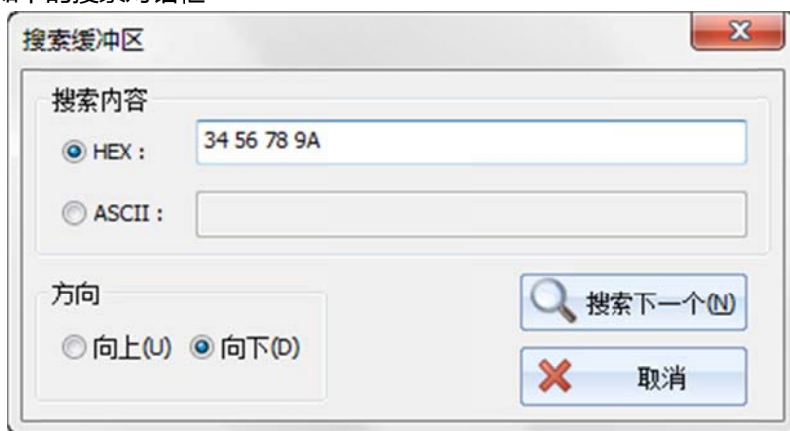 搜索缓冲区
搜索内容
HEX： 34 56 78 9A
ASCII：
方向
搜索下一个(N)
向上(U) 向下(D)
取消